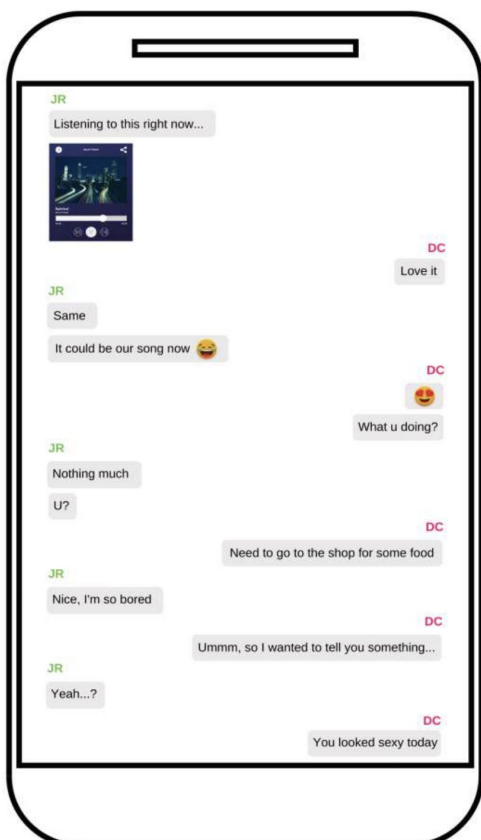 JR
Listening to this right now...
DC
Love it
JR
Same
It could be our song now
DC
What u doing?
JR
Nothing much
U?
DC
Need to go to the shop for some food
JR
Nice, I'm so bored
DC
Ummm, so I wanted to tell you something...
JR
Yeah...?
DC
You looked sexy today